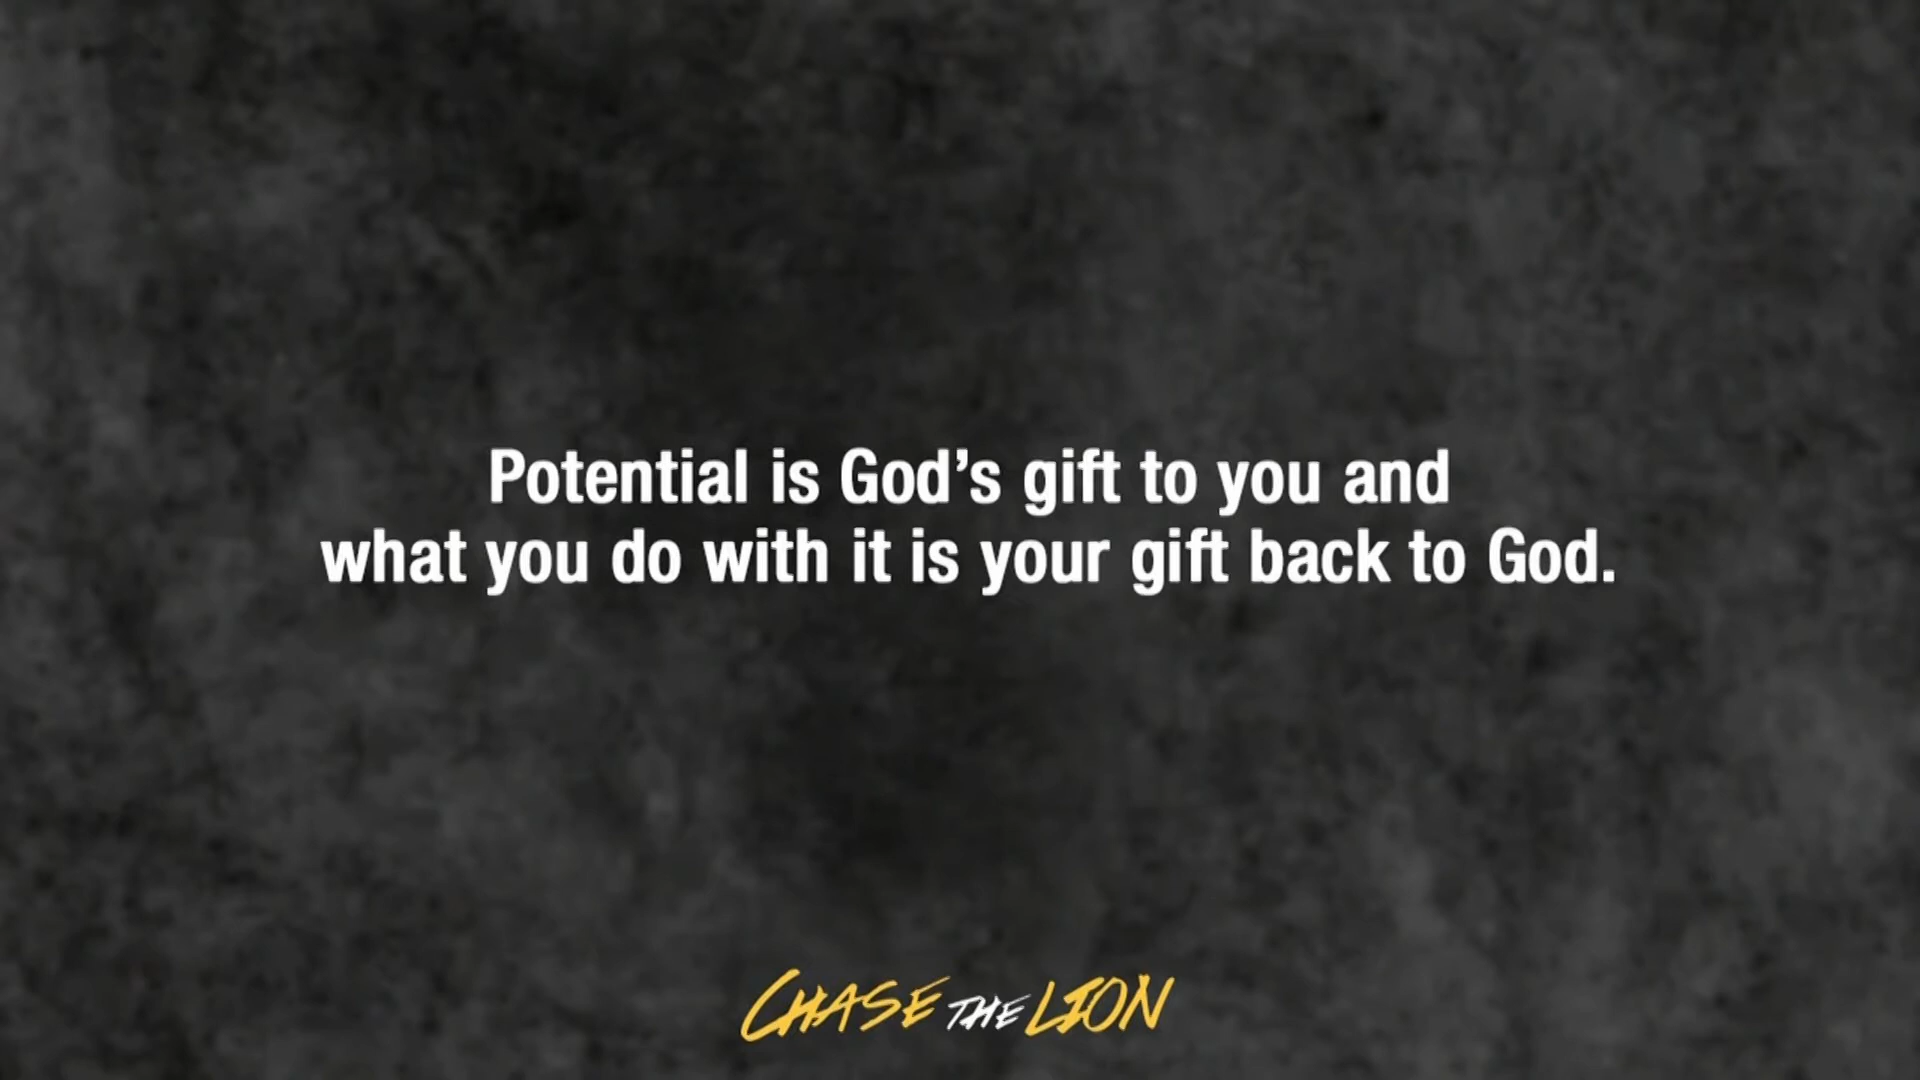 Potential is God’s gift to you and
what you do with it is your gift back to God.
CHASE THE LION